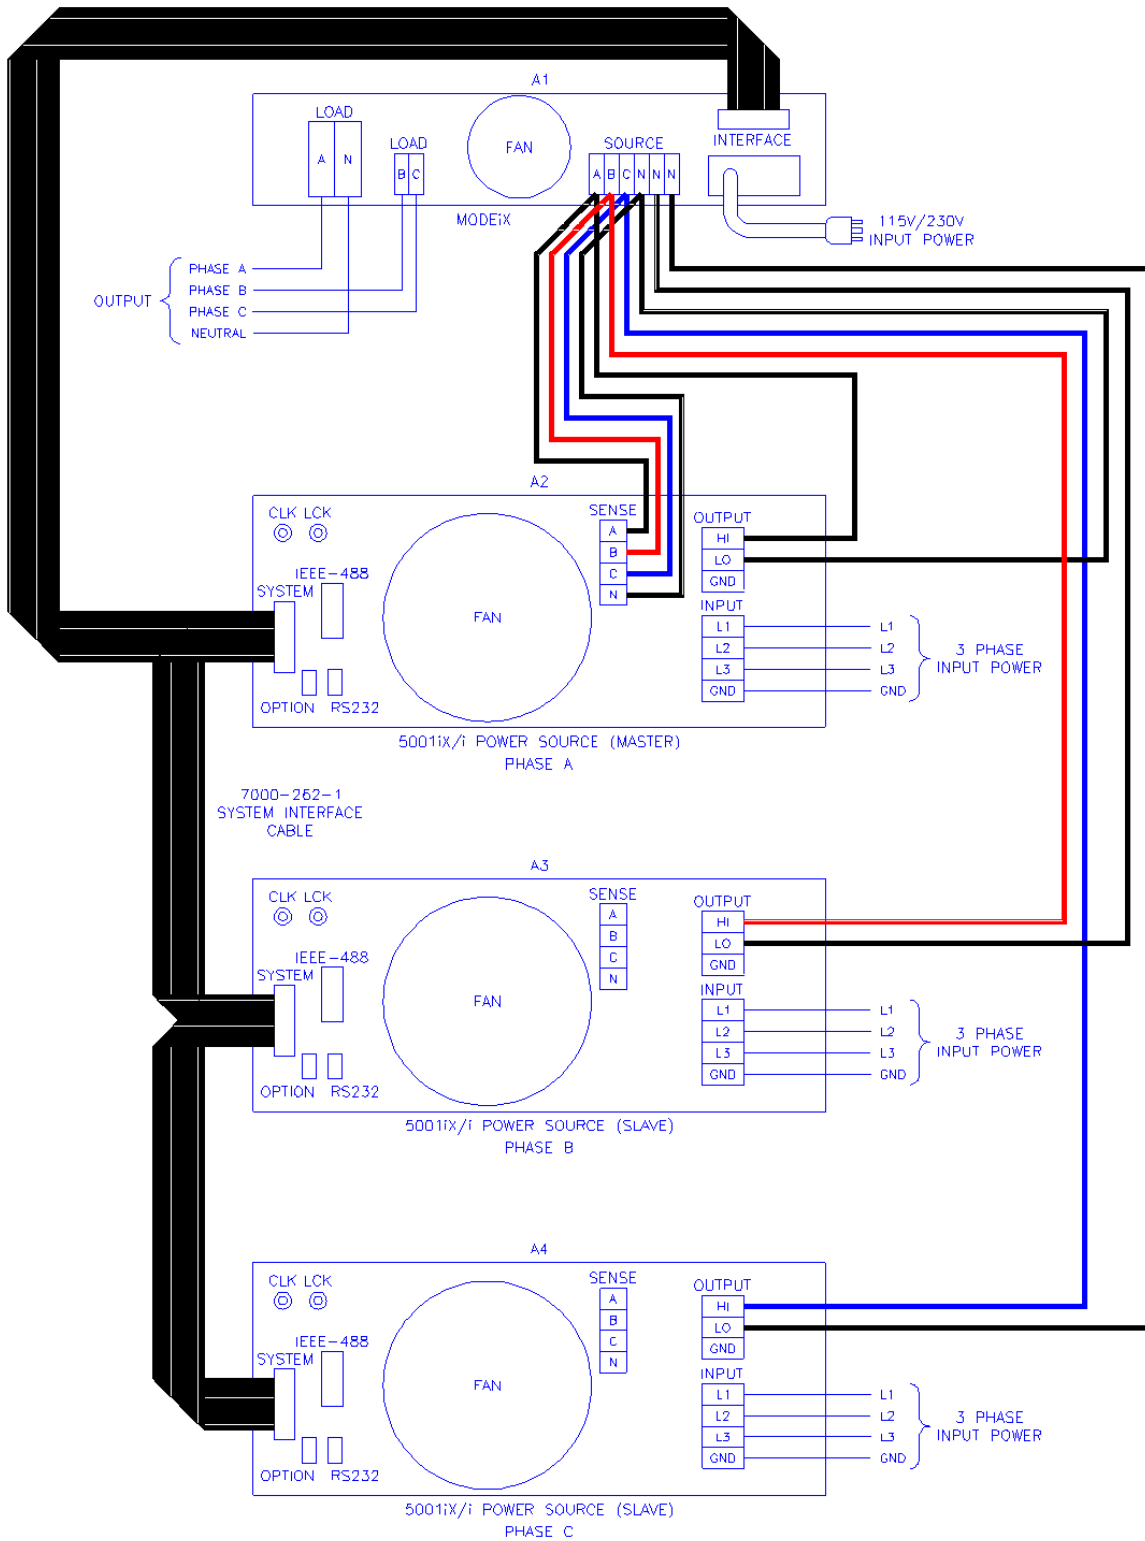 A1
LOAD
A N
LOAD
B C
FAN
SOURCE
A B C N N N
INTERFACE
MODEiX
115V/230V
INPUT POWER
OUTPUT
PHASE A
PHASE B
PHASE C
NEUTRAL
A2
CLK LCK
IEEE-488
SYSTEM
OPTION RS232
FAN
SENSE
A
B
C
N
OUTPUT
HI
LO
GND
INPUT
L1
L2
L3
GND
L1
L2
L3
GND
3 PHASE
INPUT POWER
5001iX/i POWER SOURCE (MASTER)
PHASE A
7000-262-1
SYSTEM INTERFACE
CABLE
A3
CLK LCK
IEEE-488
SYSTEM
OPTION RS232
FAN
SENSE
A
B
C
N
OUTPUT
HI
LO
GND
INPUT
L1
L2
L3
GND
L1
L2
L3
GND
3 PHASE
INPUT POWER
5001iX/i POWER SOURCE (SLAVE)
PHASE B
A4
CLK LCK
IEEE-488
SYSTEM
OPTION RS232
FAN
SENSE
A
B
C
N
OUTPUT
HI
LO
GND
INPUT
L1
L2
L3
GND
L1
L2
L3
GND
3 PHASE
INPUT POWER
5001iX/i POWER SOURCE (SLAVE)
PHASE C